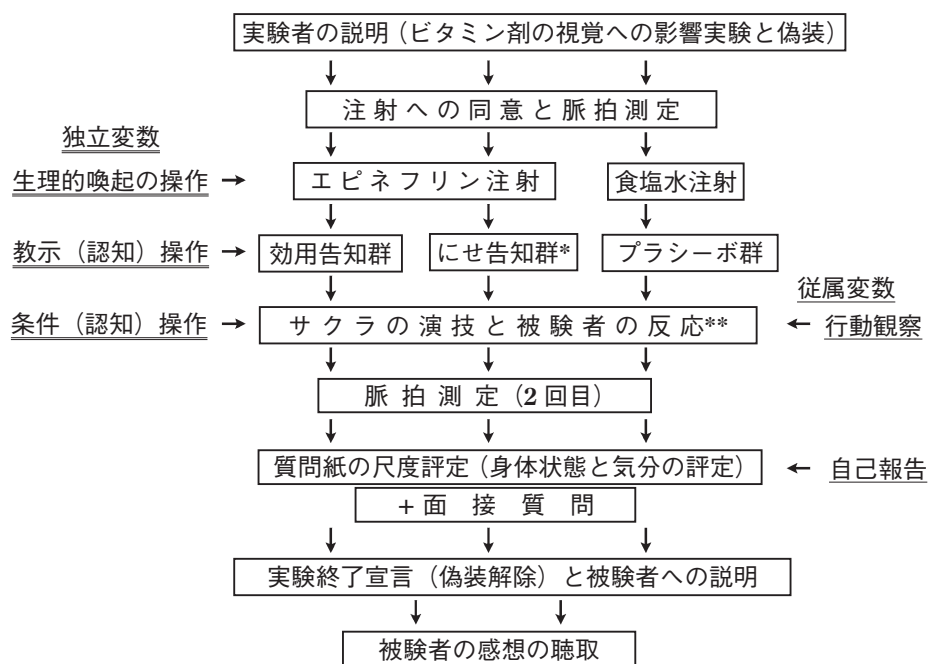 実験者の説明（ビタミン剤の視覚への影響実験と偽装）
注射への同意と脈拍測定
独立変数
生理的喚起の操作 → エピネフリン注射 食塩水注射
教示（認知）操作 → 効用告知群 にせ告知群* プラシーボ群
従属変数
条件（認知）操作 → サクラの演技と被験者の反応** ← 行動観察
脈拍測定（2回目）
質問紙の尺度評定（身体状態と気分の評定） ← 自己報告
+面接質問
実験終了宣言（偽装解除）と被験者への説明
被験者の感想の聴取